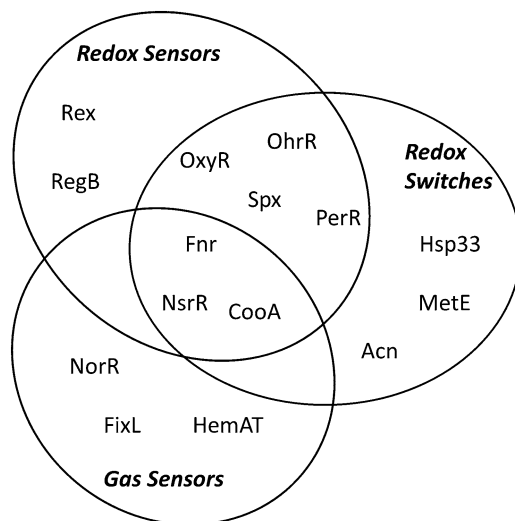 Redox Sensors
Rex
RegB
OxyR
OhrR
Spx
PerR
Redox
Switches
Hsp33
MetE
Acn
Fnr
NsrR
CooA
NorR
FixL
HemAT
Gas Sensors